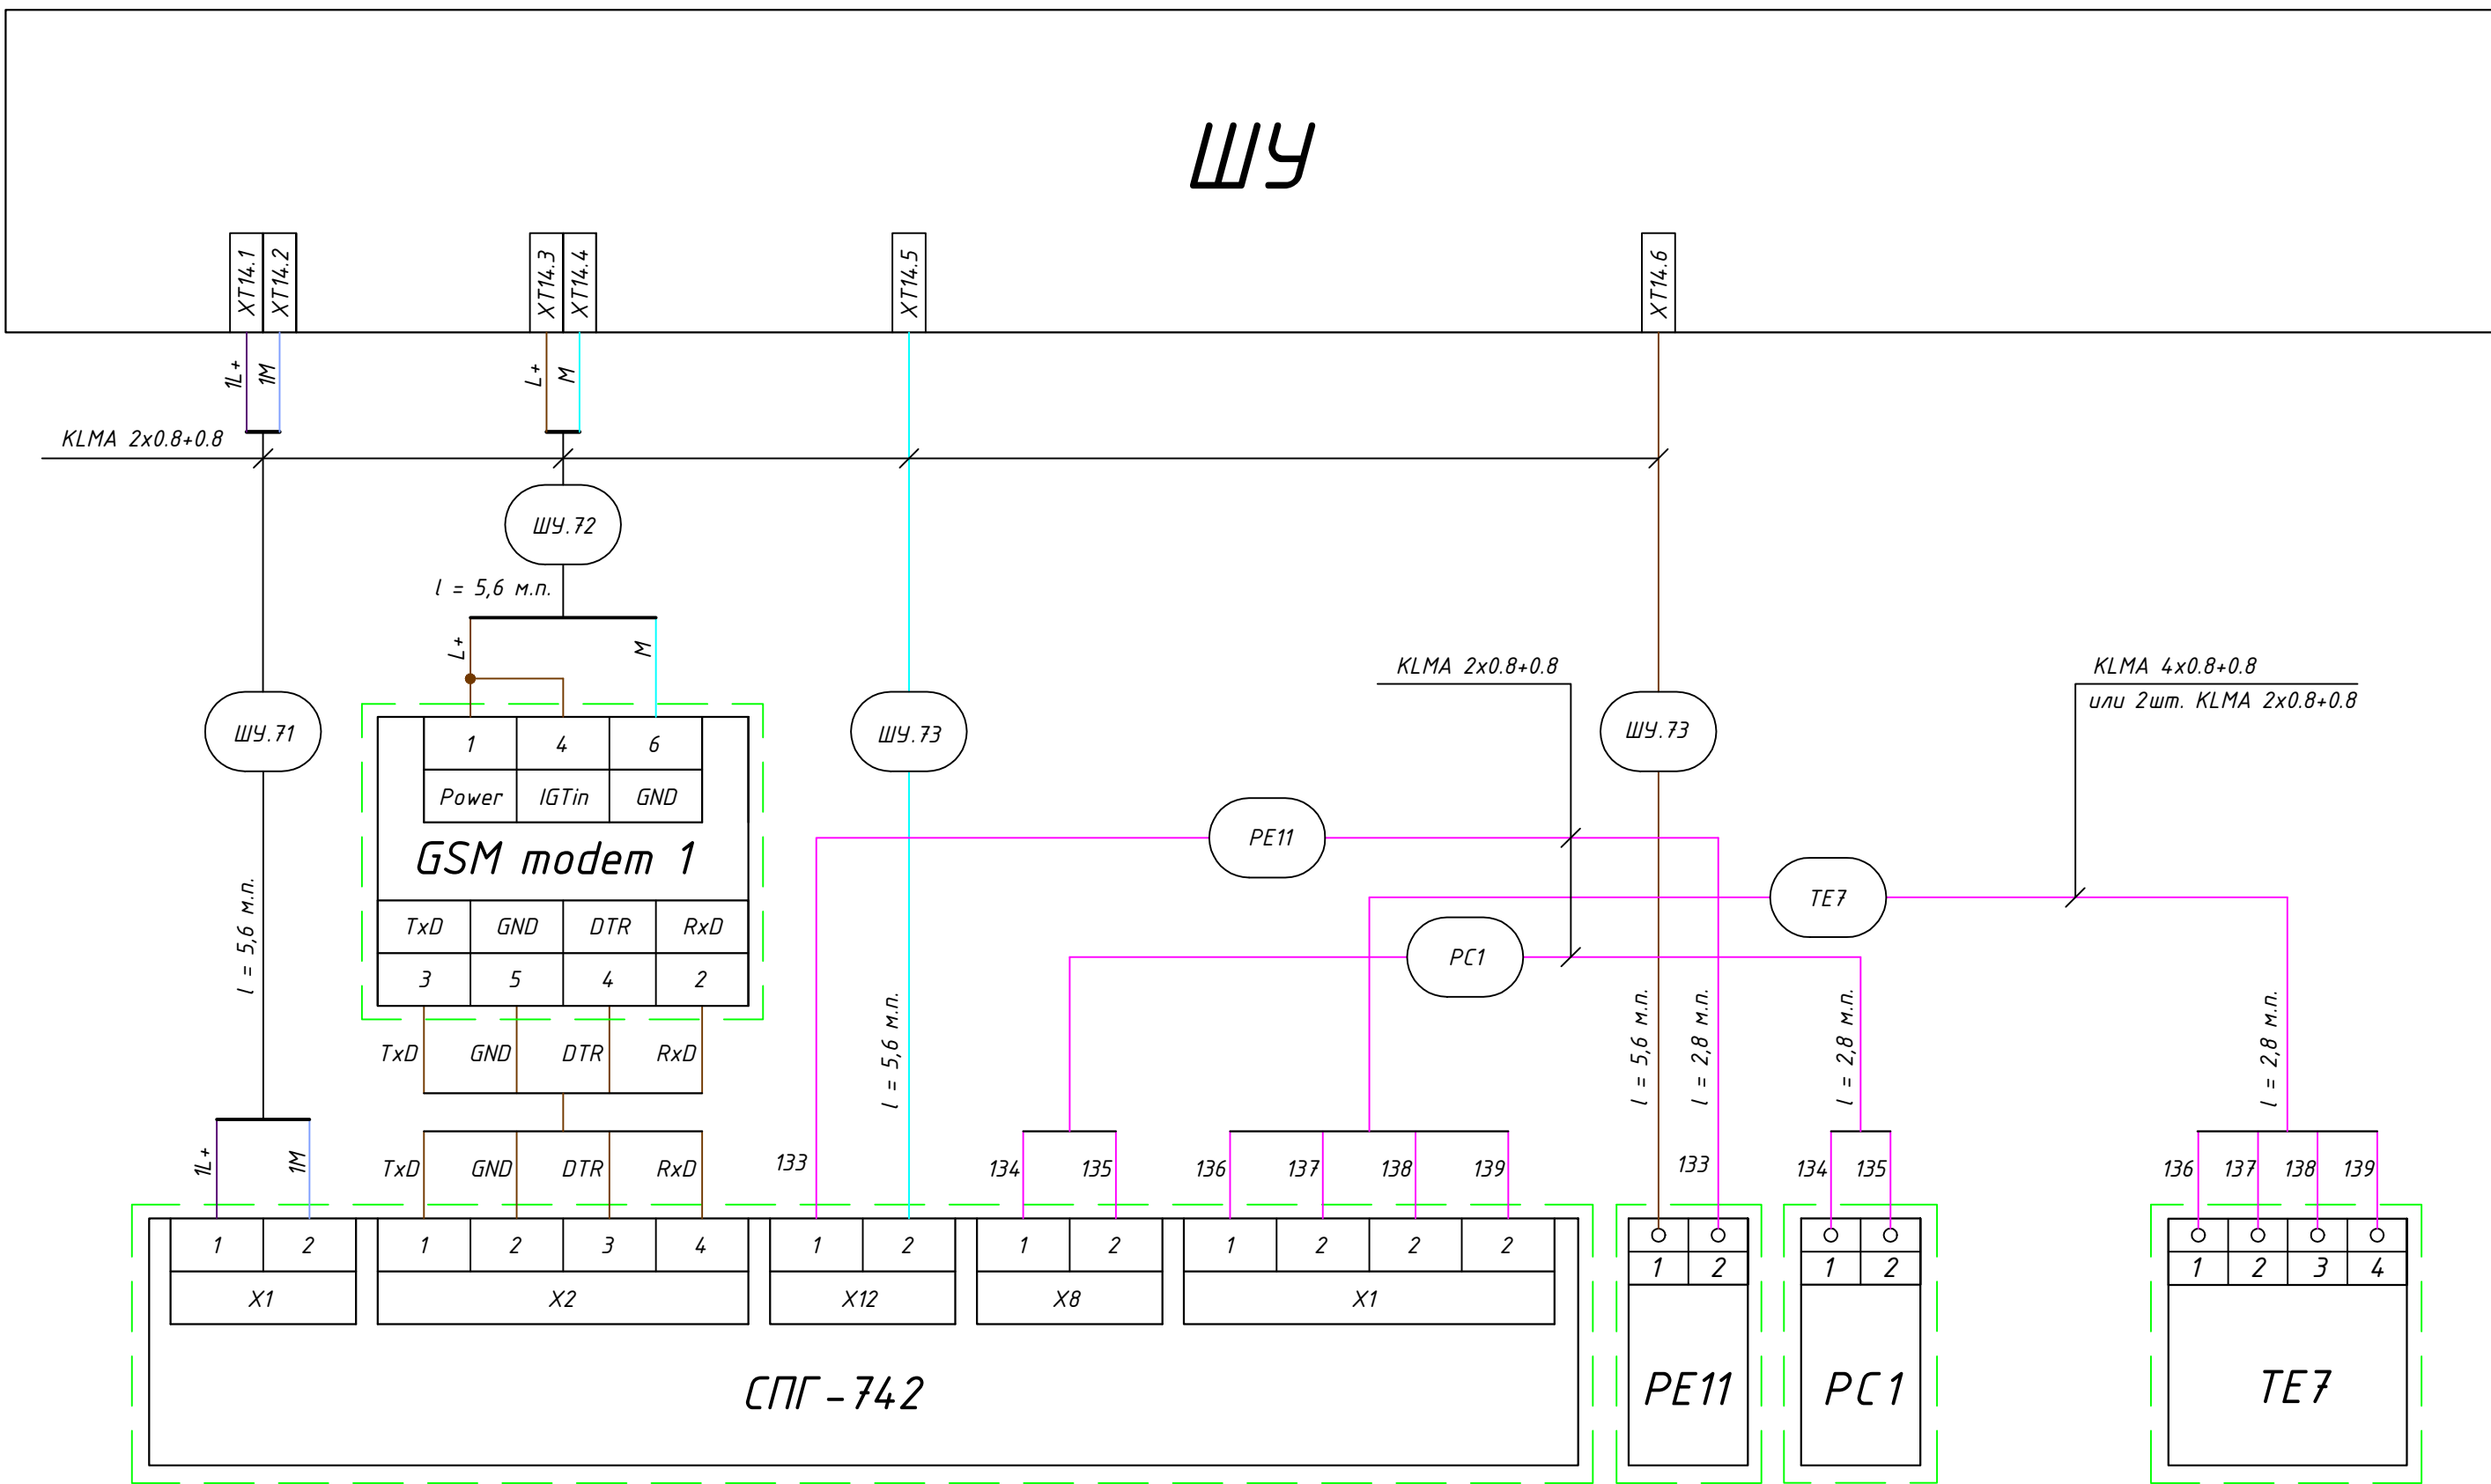 ШУ
XT14.1
XT14.2
XT14.3
XT14.4
XT14.5
XT14.6
1L+
1M
L+
M
KLMA 2x0.8+0.8
ШУ.72
l = 5,6 м.п.
L+
M
KLMA 2x0.8+0.8
KLMA 4x0.8+0.8
или 2шт. KLMA 2x0.8+0.8
ШУ.71
ШУ.73
ШУ.73
1
4
6
Power
IGTin
GND
GSM modem 1
PE11
TE7
PC1
TxD
GND
DTR
RxD
3
5
4
2
l = 5,6 м.п.
l = 5,6 м.п.
l = 5,6 м.п.
l = 2,8 м.п.
l = 2,8 м.п.
l = 2,8 м.п.
TxD
GND
DTR
RxD
1L+
1M
TxD
GND
DTR
RxD
133
134
135
136
137
138
139
133
134
135
136
137
138
139
1
2
1
2
3
4
1
2
1
2
1
2
2
2
1
2
1
2
1
2
3
4
X1
X2
X12
X8
X1
СПГ-742
PE11
PC1
TE7